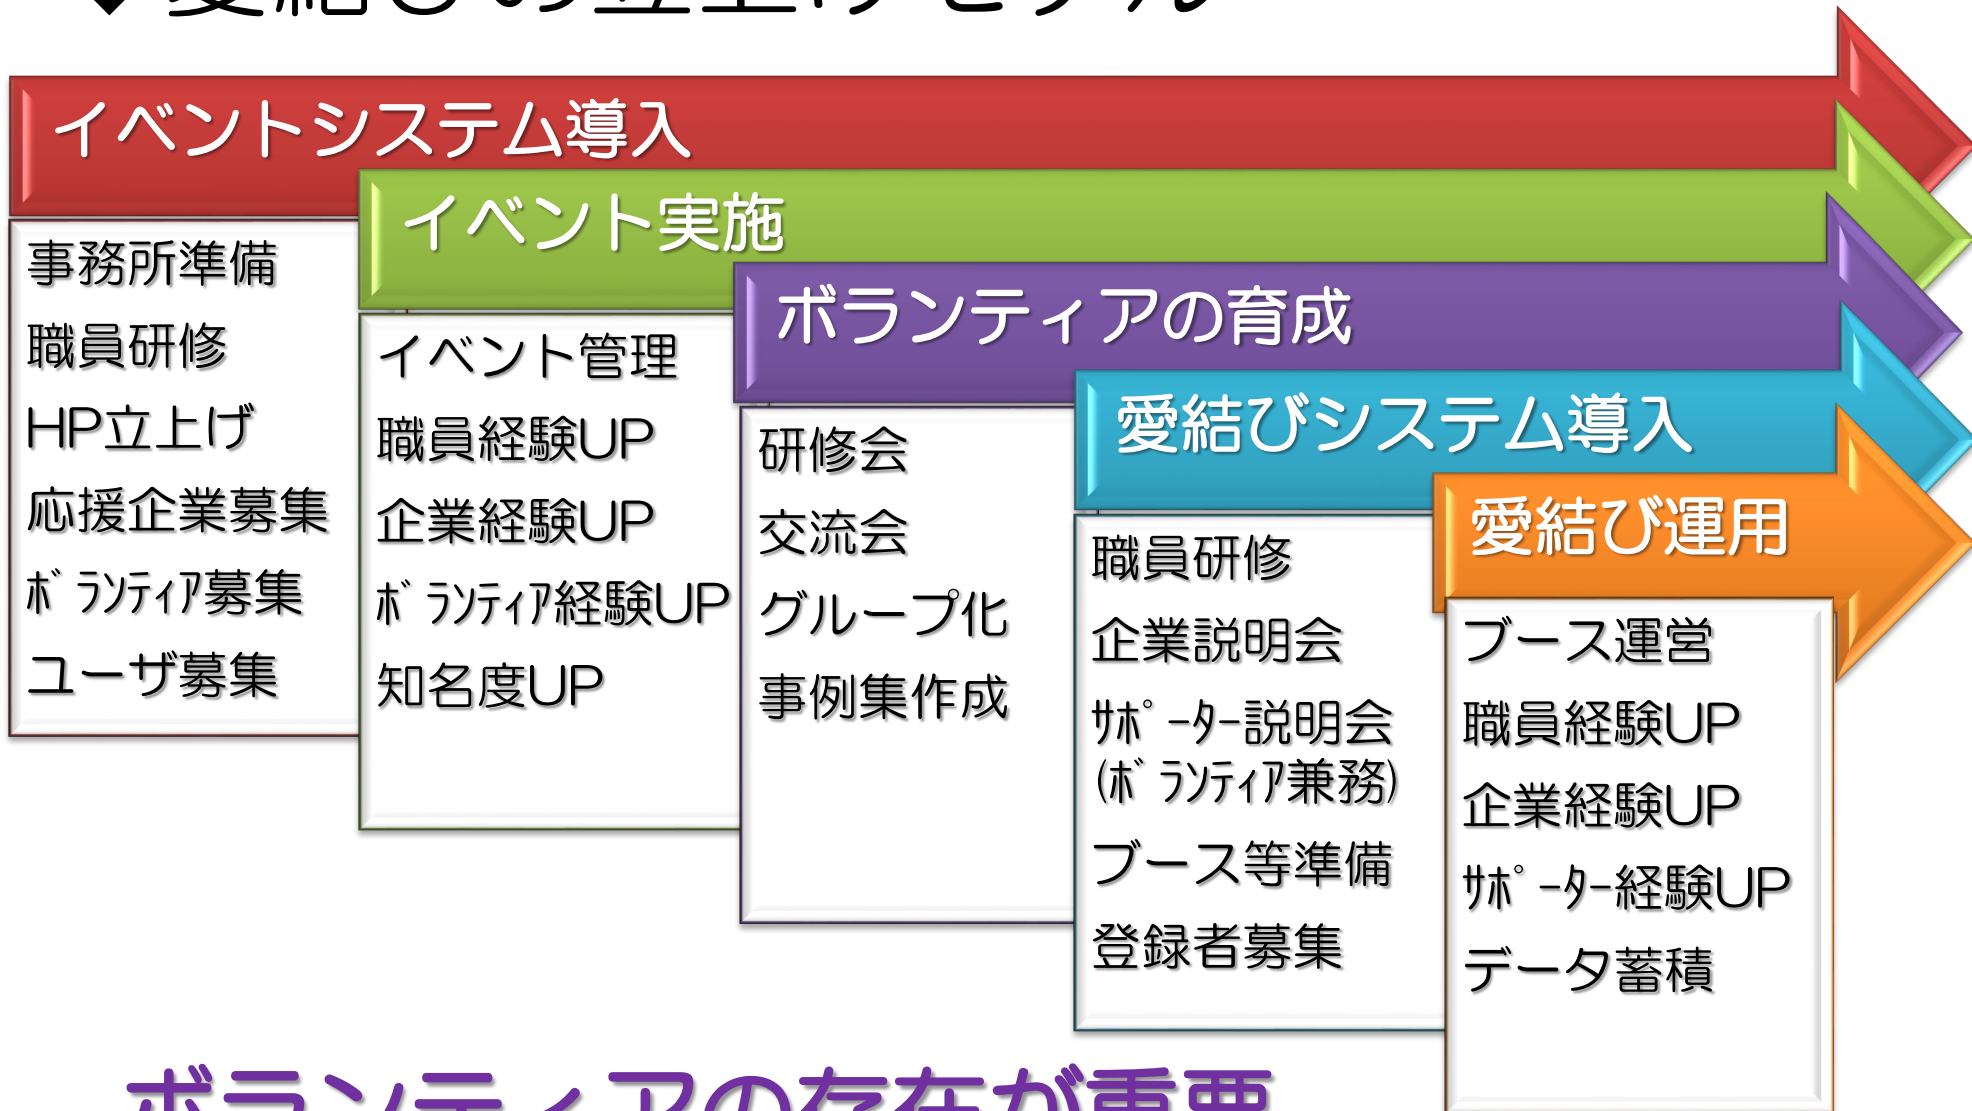 ◆愛結びの立上げモデル
イベントシステム導入
事務所準備
職員研修
HP立上げ
応援企業募集
ﾎﾞﾗﾝﾃｨｱ募集
ユーザ募集
イベント実施
イベント管理
職員経験UP
企業経験UP
ﾎﾞﾗﾝﾃｨｱ経験UP
知名度UP
ボランティアの育成
研修会
交流会
グループ化
事例集作成
愛結びシステム導入
職員研修
企業説明会
ｻﾎﾟｰﾀｰ説明会
(ﾎﾞﾗﾝﾃｨｱ兼務)
ブース等準備
登録者募集
愛結び運用
ブース運営
職員経験UP
企業経験UP
ｻﾎﾟｰﾀｰ経験UP
データ蓄積
ボランティアの存在が重要